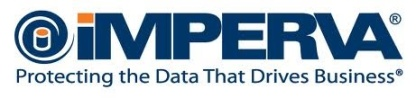 iMPERVA®
Protecting the Data That Drives Business®